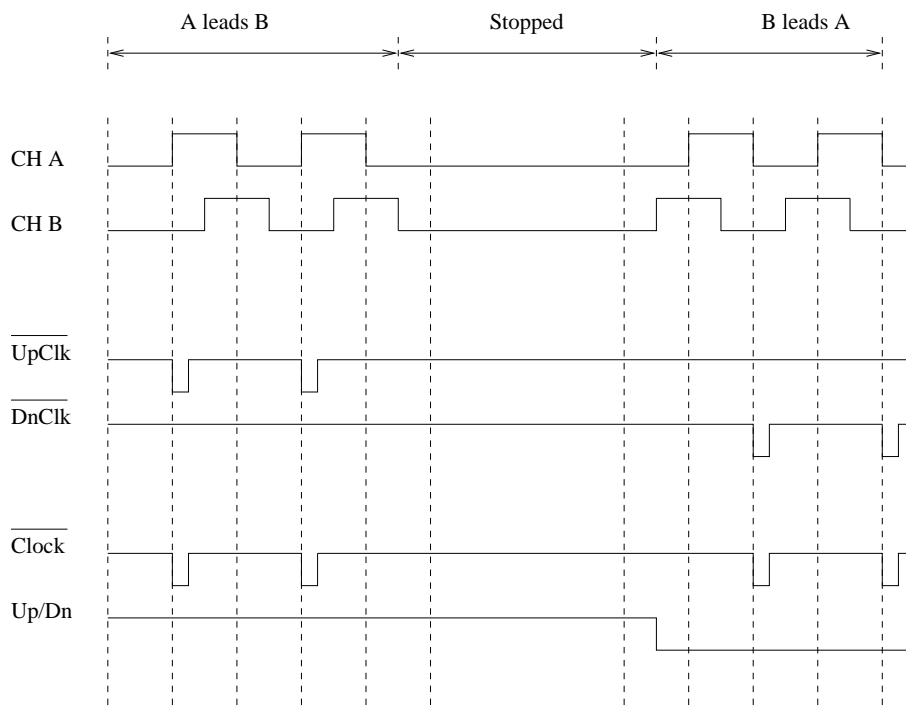 A leads B
Stopped
B leads A
CH A
CH B
UpClk
DnClk
Clock
Up/Dn